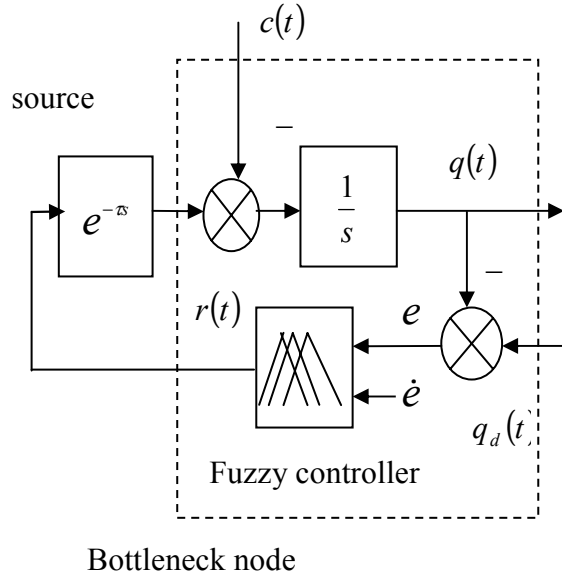 c(t)
source
−
q(t)
e^{-τs}
1/s
−
r(t)
e
ė
q_d(t)
Fuzzy controller
Bottleneck node